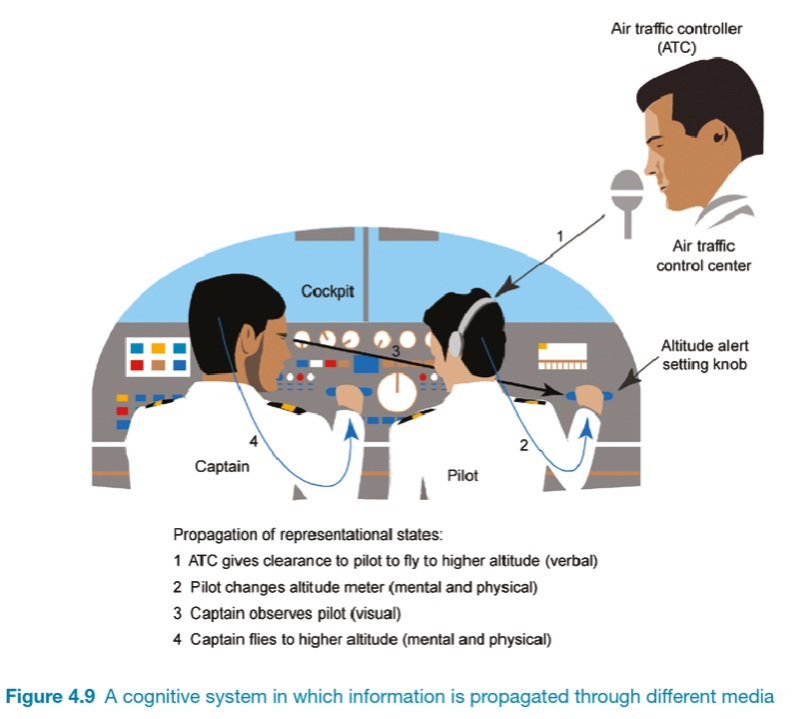 Air traffic controller
(ATC)
1
Air traffic
control center
Cockpit
3
Altitude alert
setting knob
4
2
Captain
Pilot
Propagation of representational states:
1 ATC gives clearance to pilot to fly to higher altitude (verbal)
2 Pilot changes altitude meter (mental and physical)
3 Captain observes pilot (visual)
4 Captain flies to higher altitude (mental and physical)
Figure 4.9 A cognitive system in which information is propagated through different media